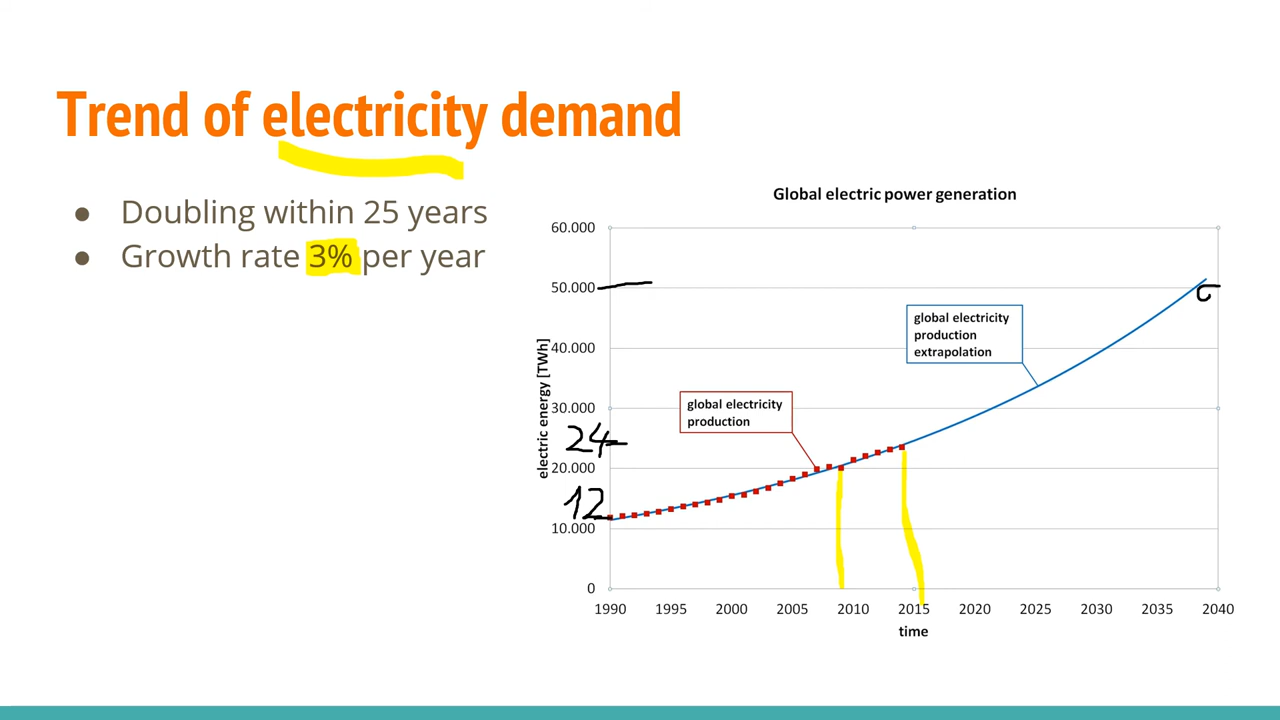 Trend of electricity demand
● Doubling within 25 years
● Growth rate 3% per year
Global electric power generation
60.000
50.000
40.000
30.000
20.000
10.000
0
electric energy [TWh]
24
12
global electricity
production
global electricity
production
extrapolation
1990 1995 2000 2005 2010 2015 2020 2025 2030 2035 2040
time